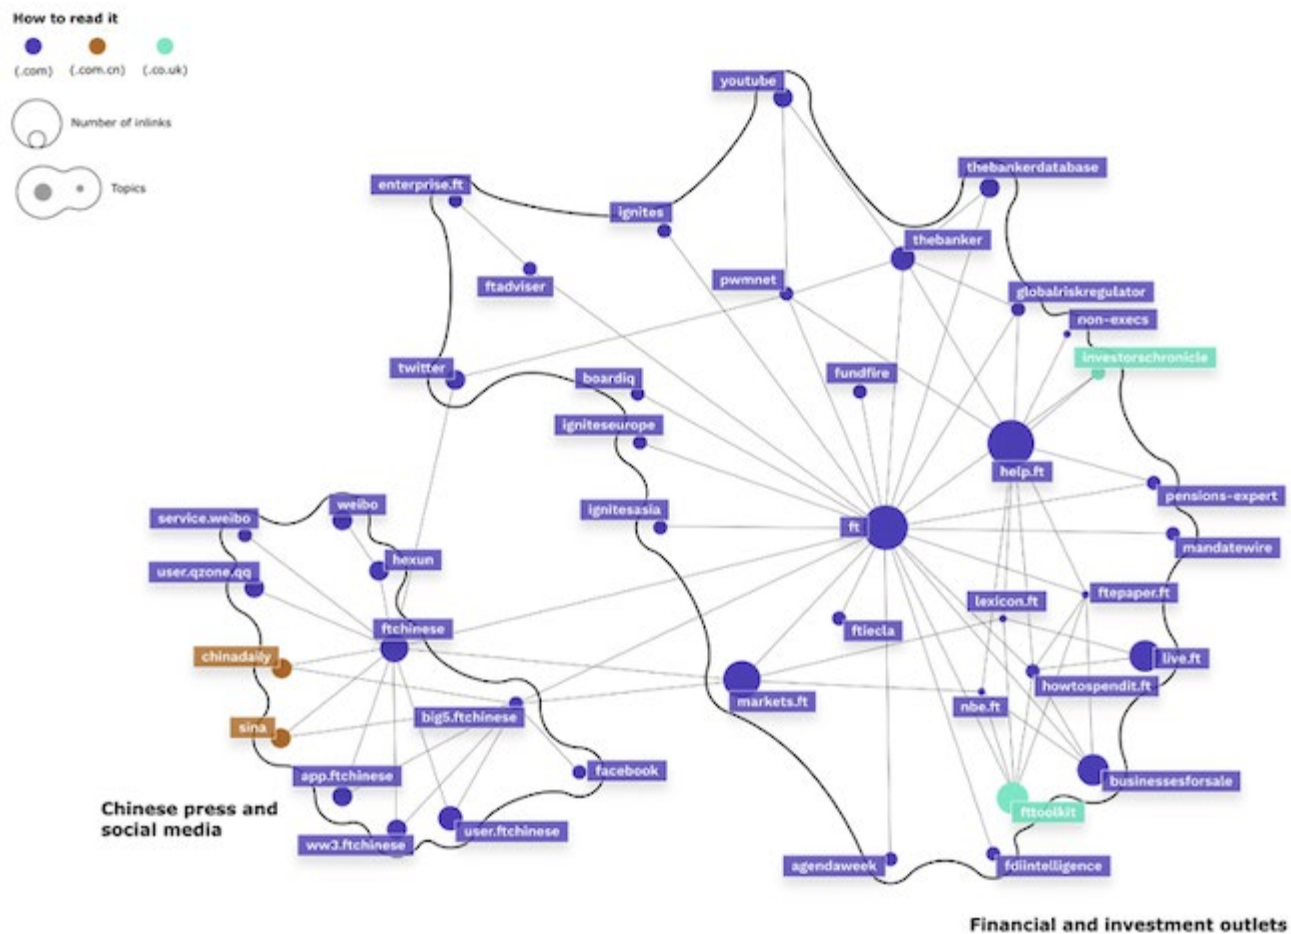 How to read it
(.com) (.com.cn) (.co.uk)
Number of inlinks
Topics
youtube
thebankerdatabase
enterprise.ft
ignites
thebanker
pwmnet
ftadviser
globalriskregulator
non-execs
investorschronicle
twitter
boardiq
fundfire
igniteseurope
help.ft
pensions-expert
weibo
service.weibo
ignitesasia
ft
mandatewire
hexun
user.qzone.qq
ftepaper.ft
lexicon.ft
ftchinese
ftiecla
chinadaily
live.ft
howtospendit.ft
markets.ft
nbe.ft
big5.ftchinese
sina
app.ftchinese
facebook
businessesforsale
Chinese press and
social media
fttoolkit
user.ftchinese
ww3.ftchinese
agendaweek
fdiintelligence
Financial and investment outlets